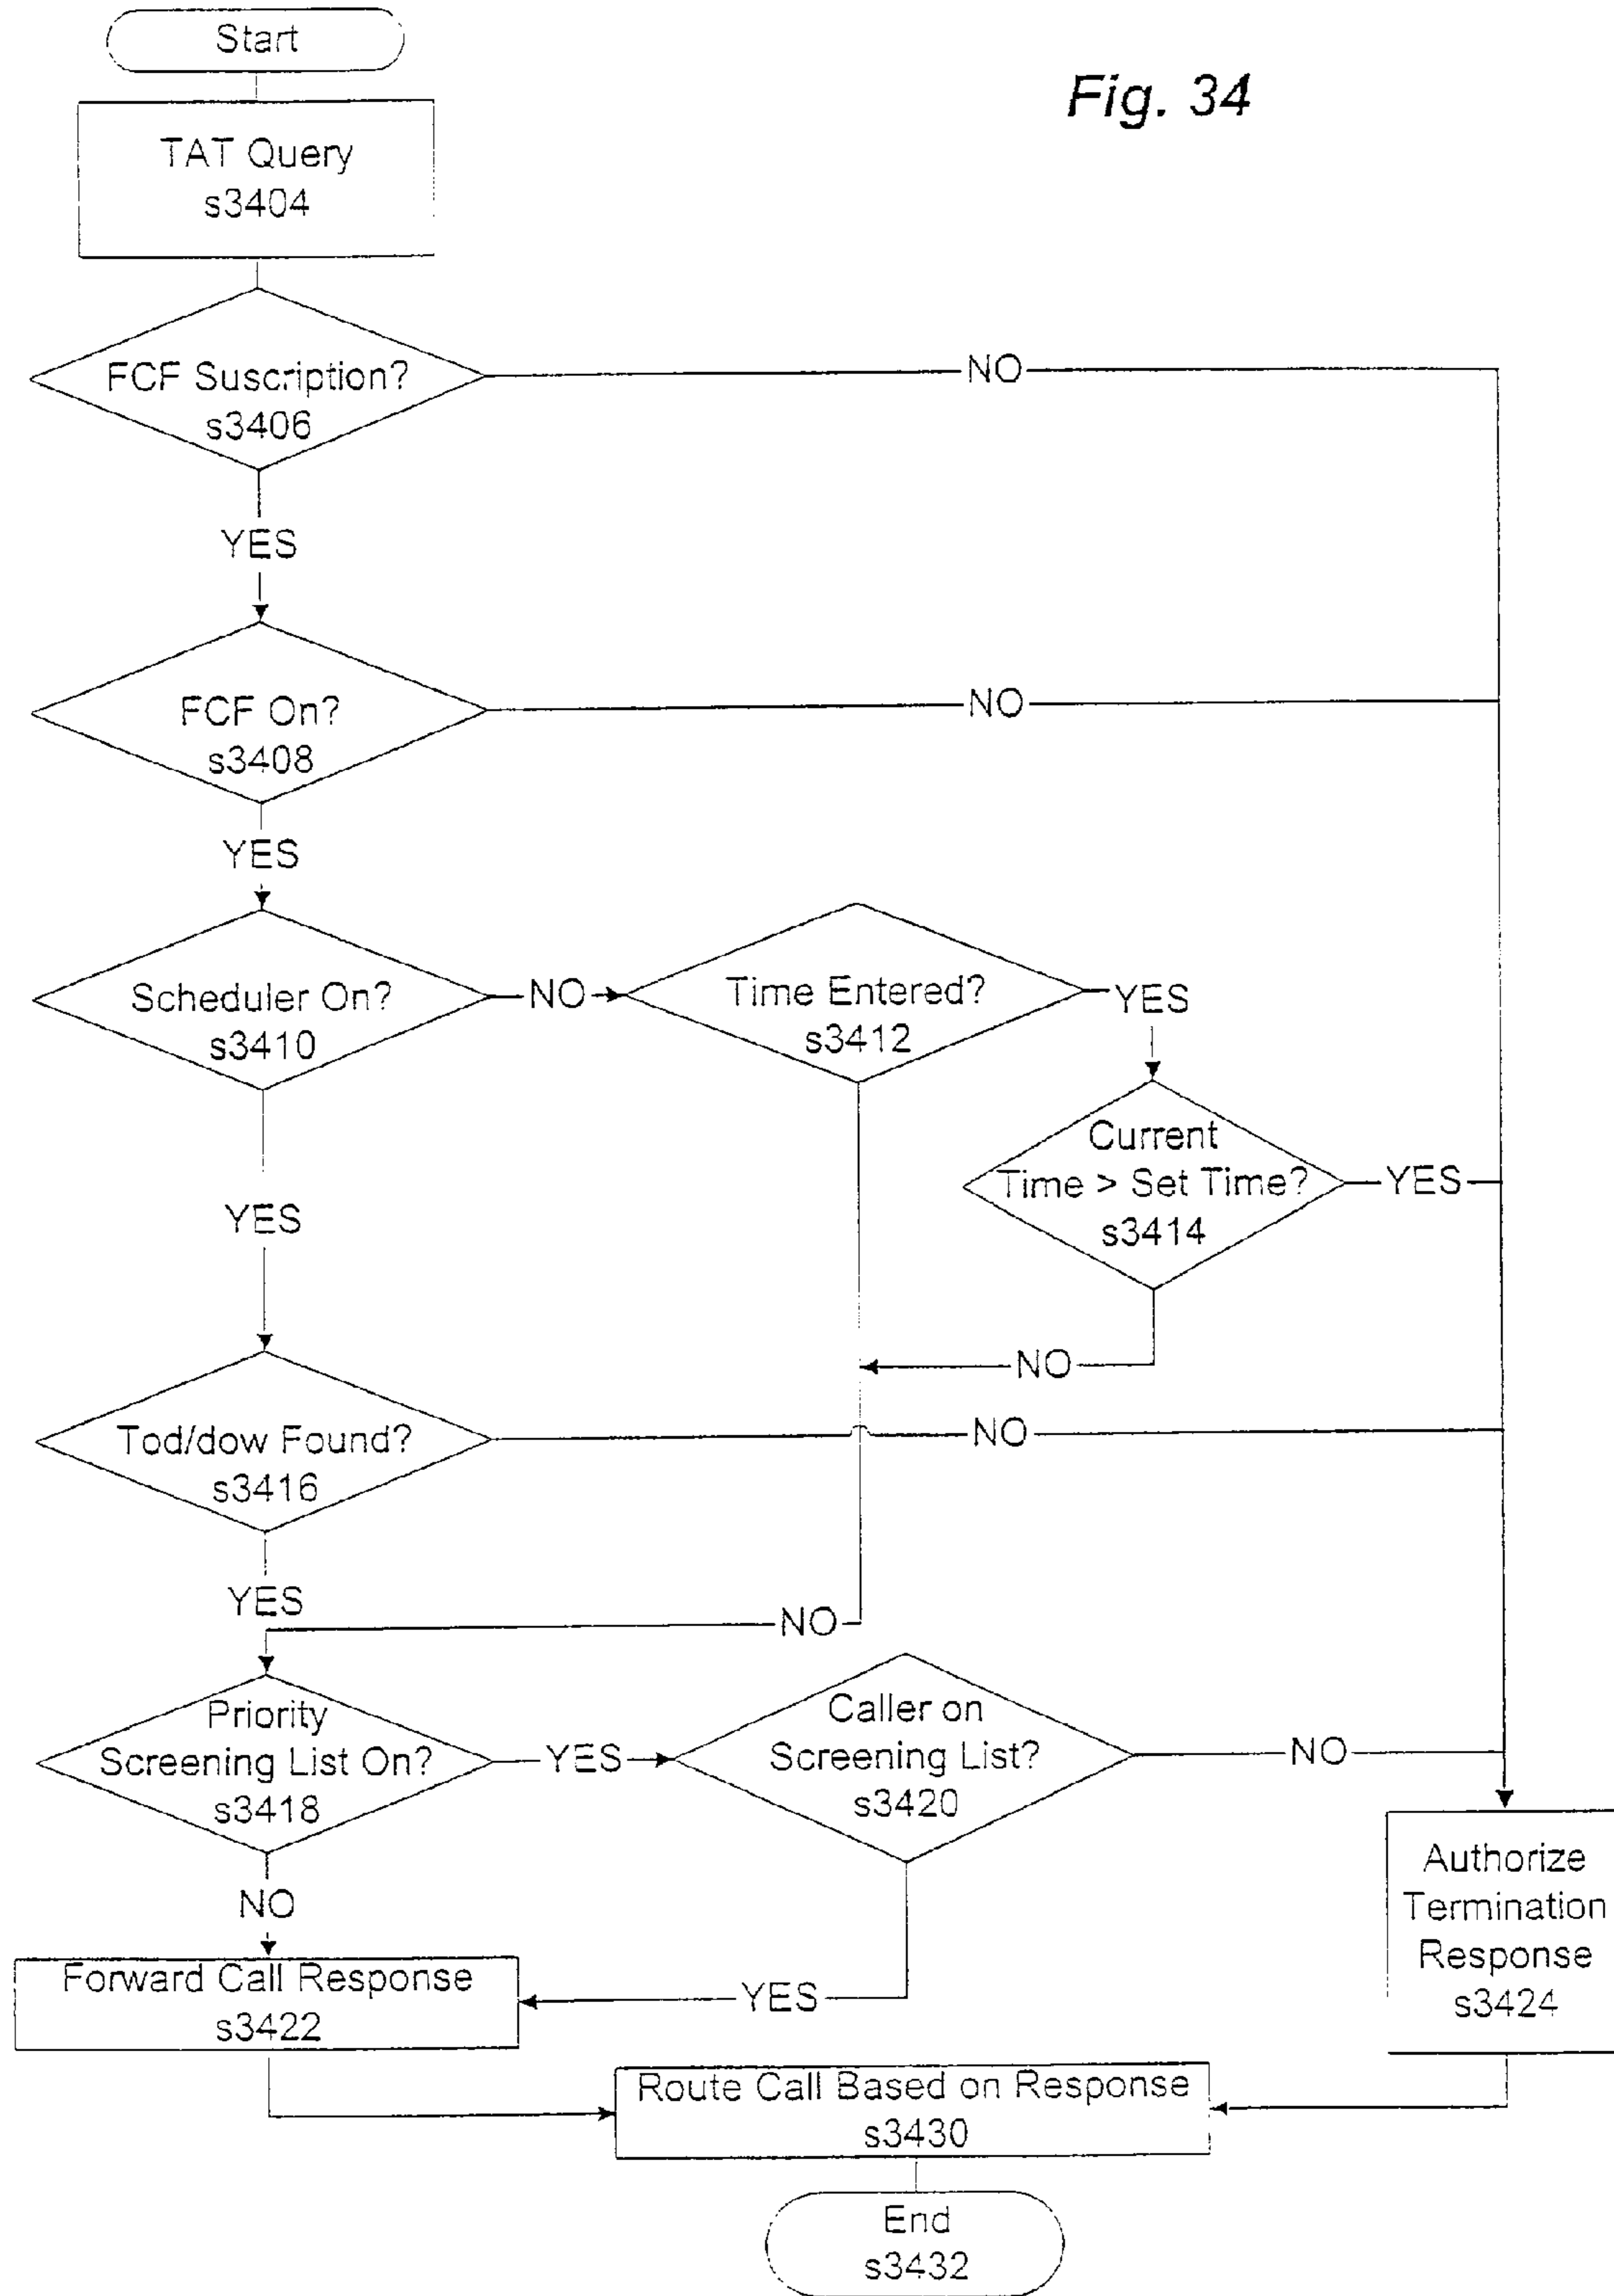 Start
Fig. 34
TAT Query
s3404
FCF Suscription?
s3406
NO
YES
FCF On?
s3408
NO
YES
Scheduler On?
s3410
NO
Time Entered?
s3412
YES
Current
Time > Set Time?
s3414
YES
YES
NO
Tod/dow Found?
s3416
NO
YES
NO
Priority
Screening List On?
s3418
YES
Caller on
Screening List?
s3420
NO
NO
Authorize
Termination
Response
s3424
Forward Call Response
s3422
YES
Route Call Based on Response
s3430
End
s3432